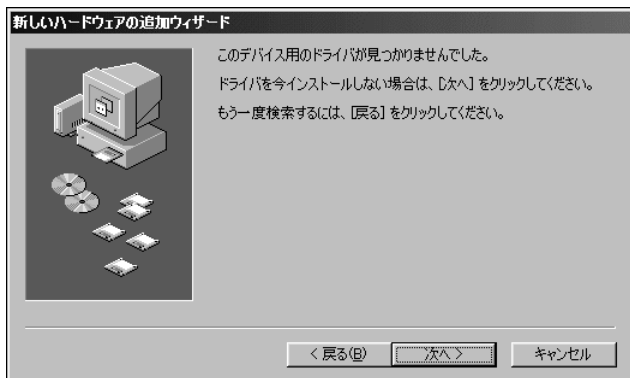 新しいハードウェアの追加ウィザード
このデバイス用のドライバが見つかりませんでした。
ドライバを今インストールしない場合は、[次へ] をクリックしてください。
もう一度検索するには、[戻る] をクリックしてください。
< 戻る(B)
次へ >
キャンセル